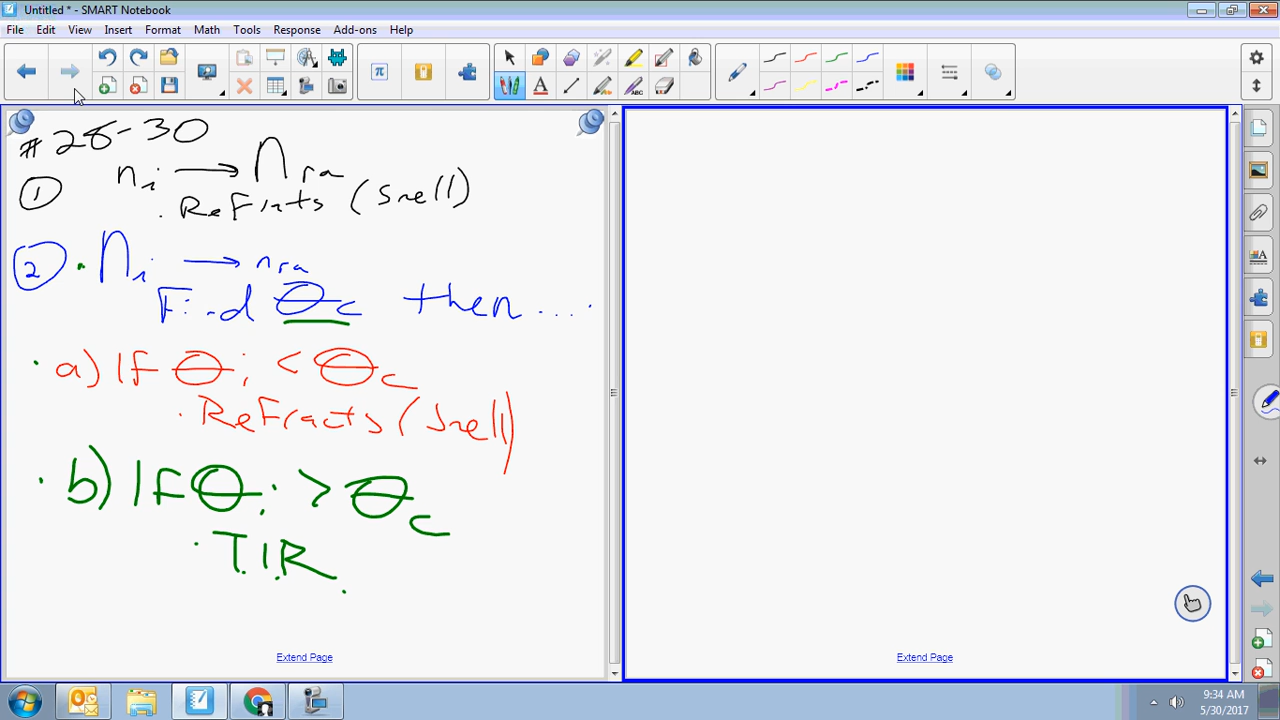 Untitled * - SMART Notebook
File Edit View Insert Format Math Tools Response Add-ons Help
# 28-30
① ni → Nra
. Refracts (Snell)
② • Ni → nra
Find θc then ....
• a) If θi < θc
. Refracts (Snell)
• b) If θi > θc
. T.I.R.
Extend Page
Extend Page
9:34 AM
5/30/2017